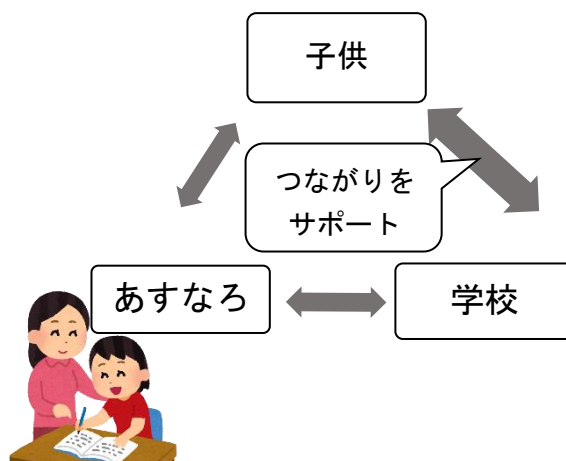 子供
つながりを
サポート
あすなろ
学校